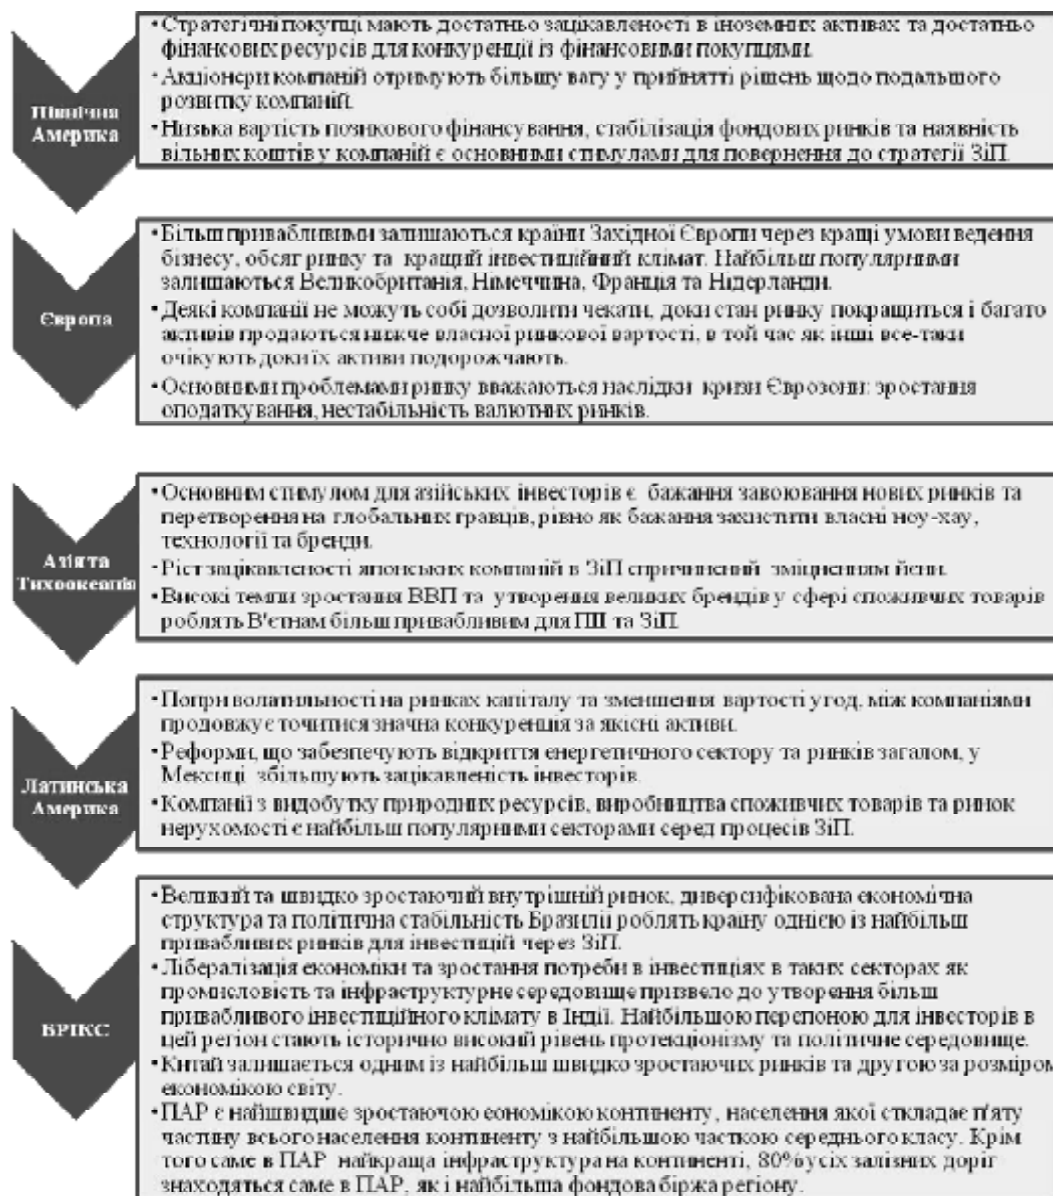 Північна
Америка
•Стратегічні покупці мають достатньо зацікавленості в іноземних активах та достатньо
фінансових ресурсів для конкуренції із фінансовими покупцями.
•Акціонери компаній отримують більшу вагу у прийнятті рішень щодо подальшого
розвитку компаній.
•Низька вартість позикового фінансування, стабілізація фондових ринків та наявність
вільних коштів у компаній є основними стимулами для повернення до стратегії ЗіП.
Європа
•Більш привабливими залишаються країни Західної Європи через кращі умови ведення
бізнесу, обсяг ринку та кращий інвестиційний клімат. Найбільш популярними
залишаються Великобританія, Німеччина, Франція та Нідерланди.
•Деякі компанії не можуть собі дозволити чекати, доки стан ринку покращиться і багато
активів продаються нижче власної ринкової вартості, в той час як інші все-таки
очікують доки їх активи подорожчають.
•Основними проблемами ринку вважаються наслідки кризи Єврозони: зростання
оподаткування, нестабільність валютних ринків.
Азія та
Тихоокеанія
•Основним стимулом для азійських інвесторів є бажання завоювання нових ринків та
перетворення на глобальних гравців, рівно як бажання захистити власні ноу-хау,
технології та бренди.
•Ріст зацікавленості японських компаній в ЗіП спричинений зміцненням йєни.
•Високі темпи зростання ВВП та утворення великих брендів у сфері споживчих товарів
роблять В'єтнам більш привабливим для ПІІ та ЗіП.
Латинська
Америка
•Попри волатильності на ринках капіталу та зменшення вартості угод, між компаніями
продовжує точитися значна конкуренція за якісні активи.
•Реформи, що забезпечують відкриття енергетичного сектору та ринків загалом, у
Мексиці збільшують зацікавленість інвесторів.
•Компанії з видобутку природних ресурсів, виробництва споживчих товарів та ринок
нерухомості є найбільш популярними секторами серед процесів ЗіП.
БРІКС
•Великий та швидко зростаючий внутрішній ринок, диверсифікована економічна
структура та політична стабільність Бразилії роблять країну однією із найбільш
привабливих ринків для інвестицій через ЗіП.
•Лібералізація економіки та зростання потреби в інвестиціях в таких секторах як
промисловість та інфраструктурне середовище призвело до утворення більш
привабливого інвестиційного клімату в Індії. Найбільшою перепоною для інвесторів в
цей регіон стають історично високий рівень протекціонізму та політичне середовище.
•Китай залишається одним із найбільш швидко зростаючих ринків та другою за розміром
економікою світу.
•ПАР є найшвидше зростаючою еономікою континенту, населення якої сткладає п'яту
частину всього населення континенту з найбільшою часткою середнього класу. Крім
того саме в ПАР найкраща інфраструктура на континенті, 80% усіх залізних доріг
знаходяться саме в ПАР, як і найбільша фондова біржа регіону.